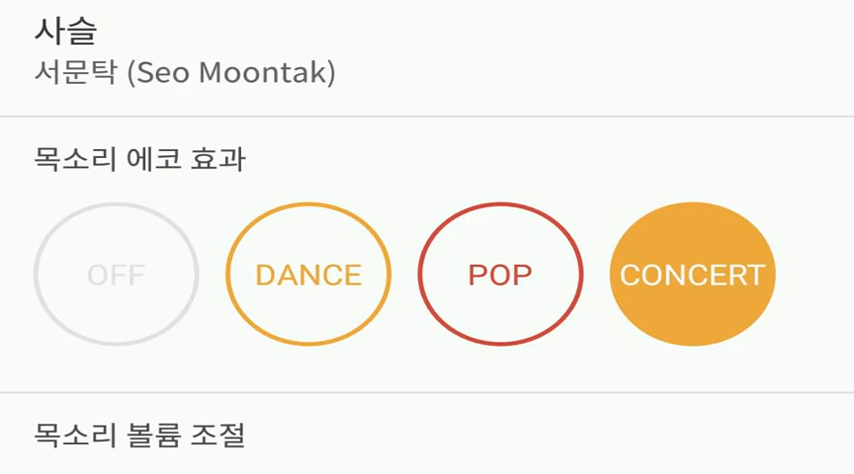 사슬
서문탁 (Seo Moontak)
목소리 에코 효과
OFF DANCE POP CONCERT
목소리 볼륨 조절